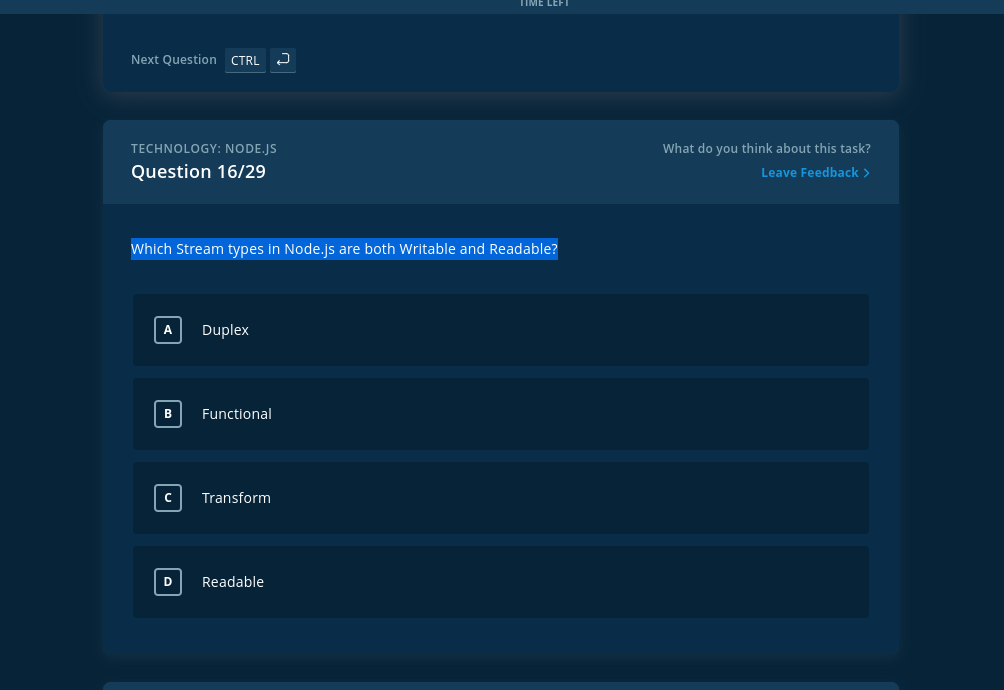 TIME LEFT
Next Question CTRL
TECHNOLOGY: NODE.JS
What do you think about this task?
Question 16/29
Leave Feedback
Which Stream types in Node.js are both Writable and Readable?
A Duplex
B Functional
C Transform
D Readable